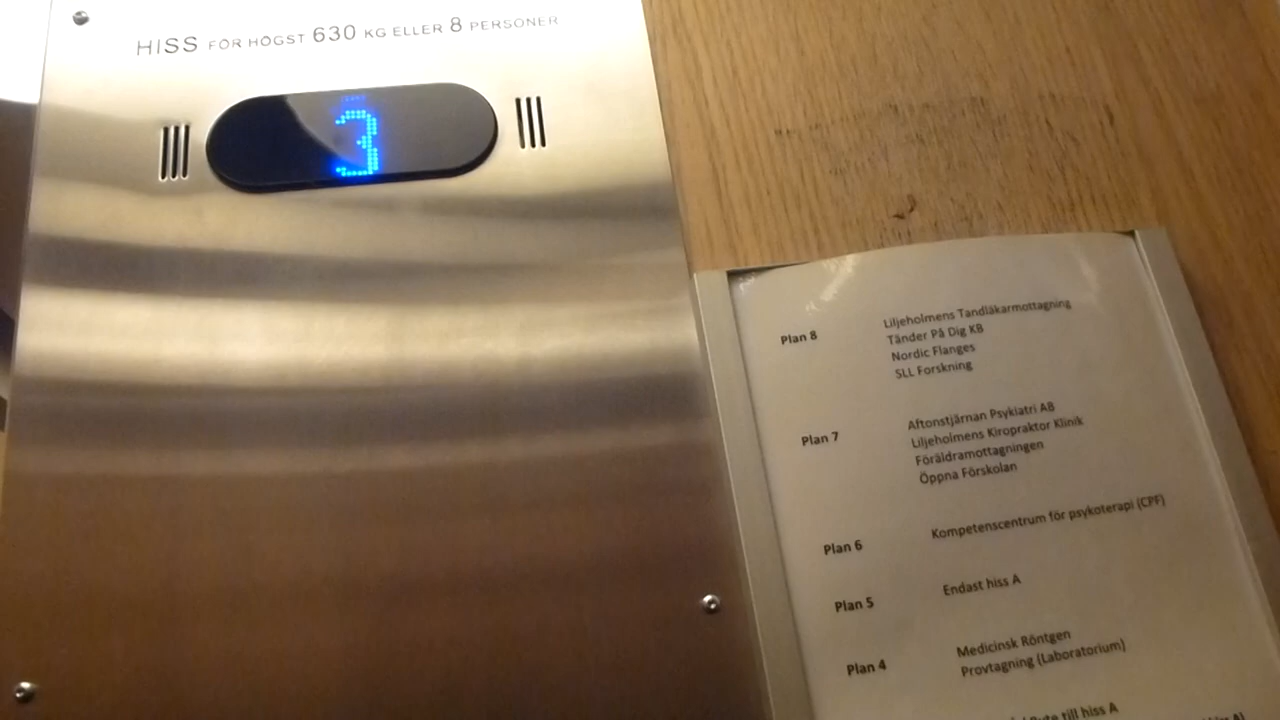 HISS FÖR HÖGST 630 KG ELLER 8 PERSONER
3
Plan 8
Liljeholmens Tandläkarmottagning
Tänder På Dig KB
Nordic Flanges
SLL Forskning
Plan 7
Aftonstjärnan Psykiatri AB
Liljeholmens Kiropraktor Klinik
Föräldramottagningen
Öppna Förskolan
Plan 6
Kompetenscentrum för psykoterapi (CPF)
Plan 5
Endast hiss A
Plan 4
Medicinsk Röntgen
Provtagning (Laboratorium)
till hiss A